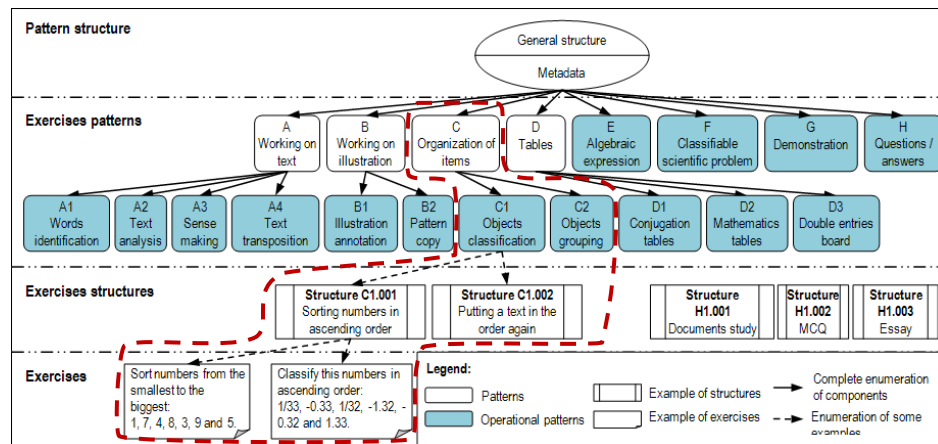 Pattern structure
General structure
Metadata
Exercises patterns
A
Working on
text
B
Working on
illustration
C
Organization of
items
D
Tables
E
Algebraic
expression
F
Classifiable
scientific problem
G
Demonstration
H
Questions /
answers
A1
Words
identification
A2
Text
analysis
A3
Sense
making
A4
Text
transposition
B1
Illustration
annotation
B2
Pattern
copy
C1
Objects
classification
C2
Objects
grouping
D1
Conjugation
tables
D2
Mathematics
tables
D3
Double entries
board
Exercises structures
Structure C1.001
Sorting numbers in
ascending order
Structure C1.002
Putting a text in the
order again
Structure
H1.001
Documents study
Structure
H1.002
MCQ
Structure
H1.003
Essay
Exercises
Sort numbers from the
smallest to the
biggest:
1, 7, 4, 8, 3, 9 and 5.
Classify this numbers in
ascending order:
1/33, -0.33, 1/32, -1.32, -
0.32 and 1.33.
Legend:
Patterns
Operational patterns
Example of structures
Example of exercises
Complete enumeration
of components
Enumeration of some
examples